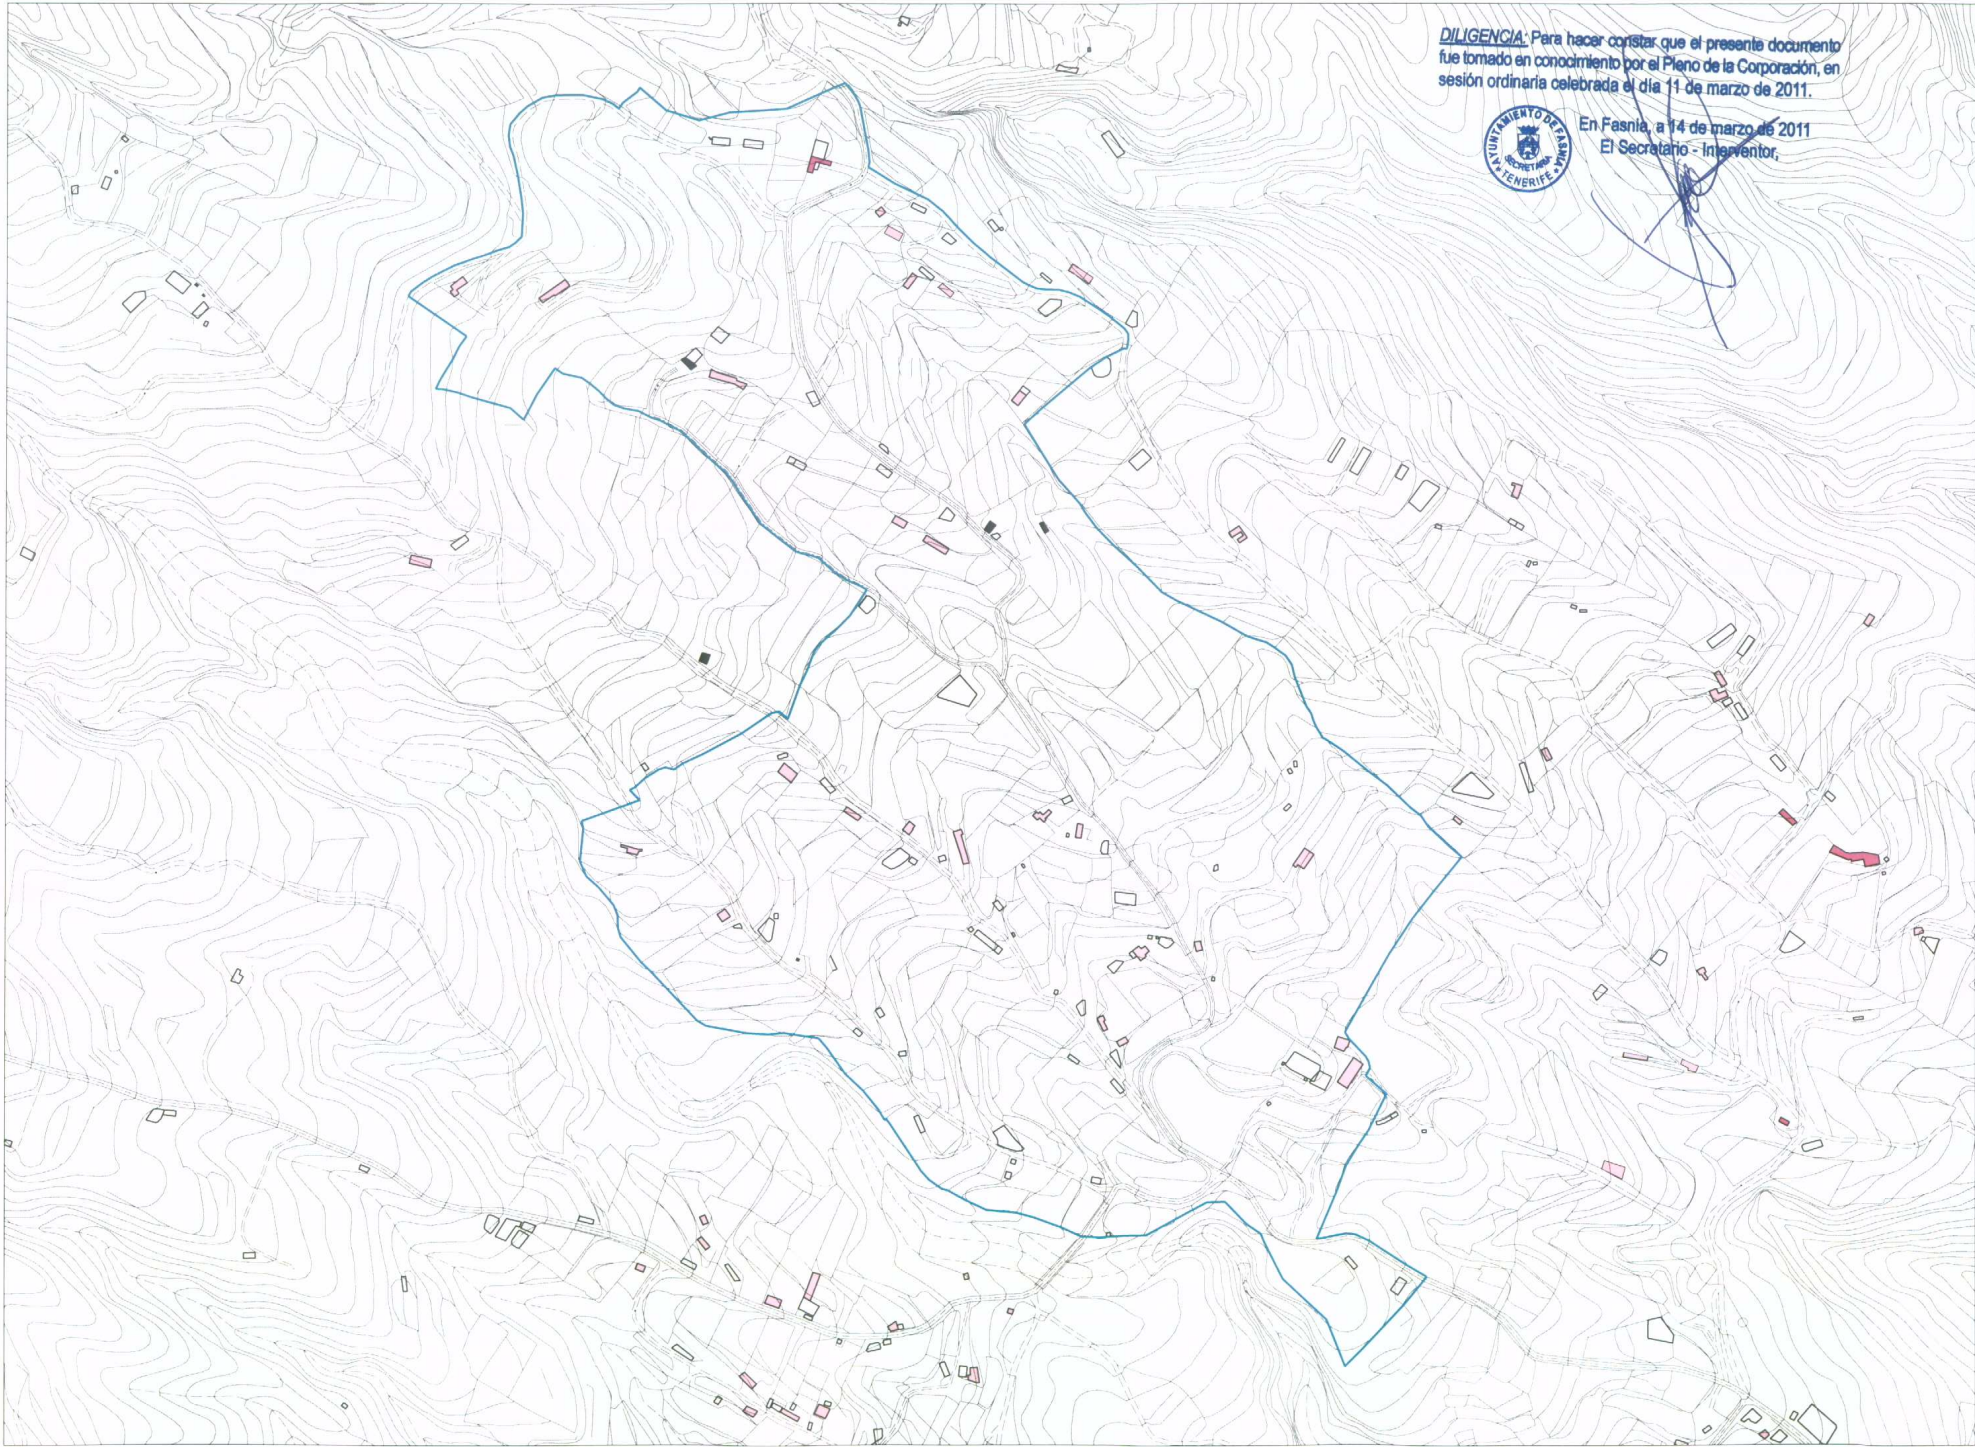 DILIGENCIA: Para hacer constar que el presente documento
fue tomado en conocimiento por el Pleno de la Corporación, en
sesión ordinaria celebrada el día 11 de marzo de 2011.
En Fasnia, a 14 de marzo de 2011
El Secretario - Interventor,
AYUNTAMIENTO DE FASNIA
SECRETARIA
TENERIFE